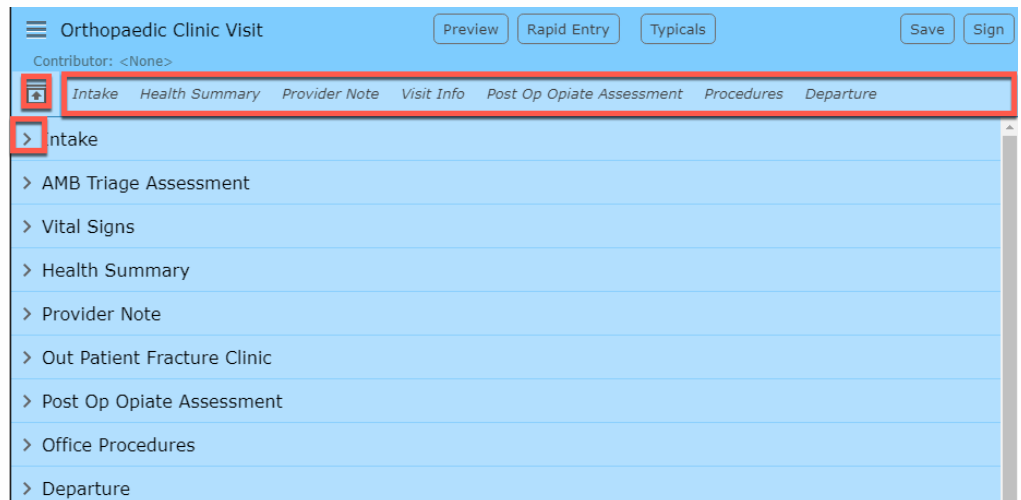 Orthopaedic Clinic Visit Preview Rapid Entry Typicals Save Sign
Contributor: <None>
Intake Health Summary Provider Note Visit Info Post Op Opiate Assessment Procedures Departure
Intake
AMB Triage Assessment
Vital Signs
Health Summary
Provider Note
Out Patient Fracture Clinic
Post Op Opiate Assessment
Office Procedures
Departure